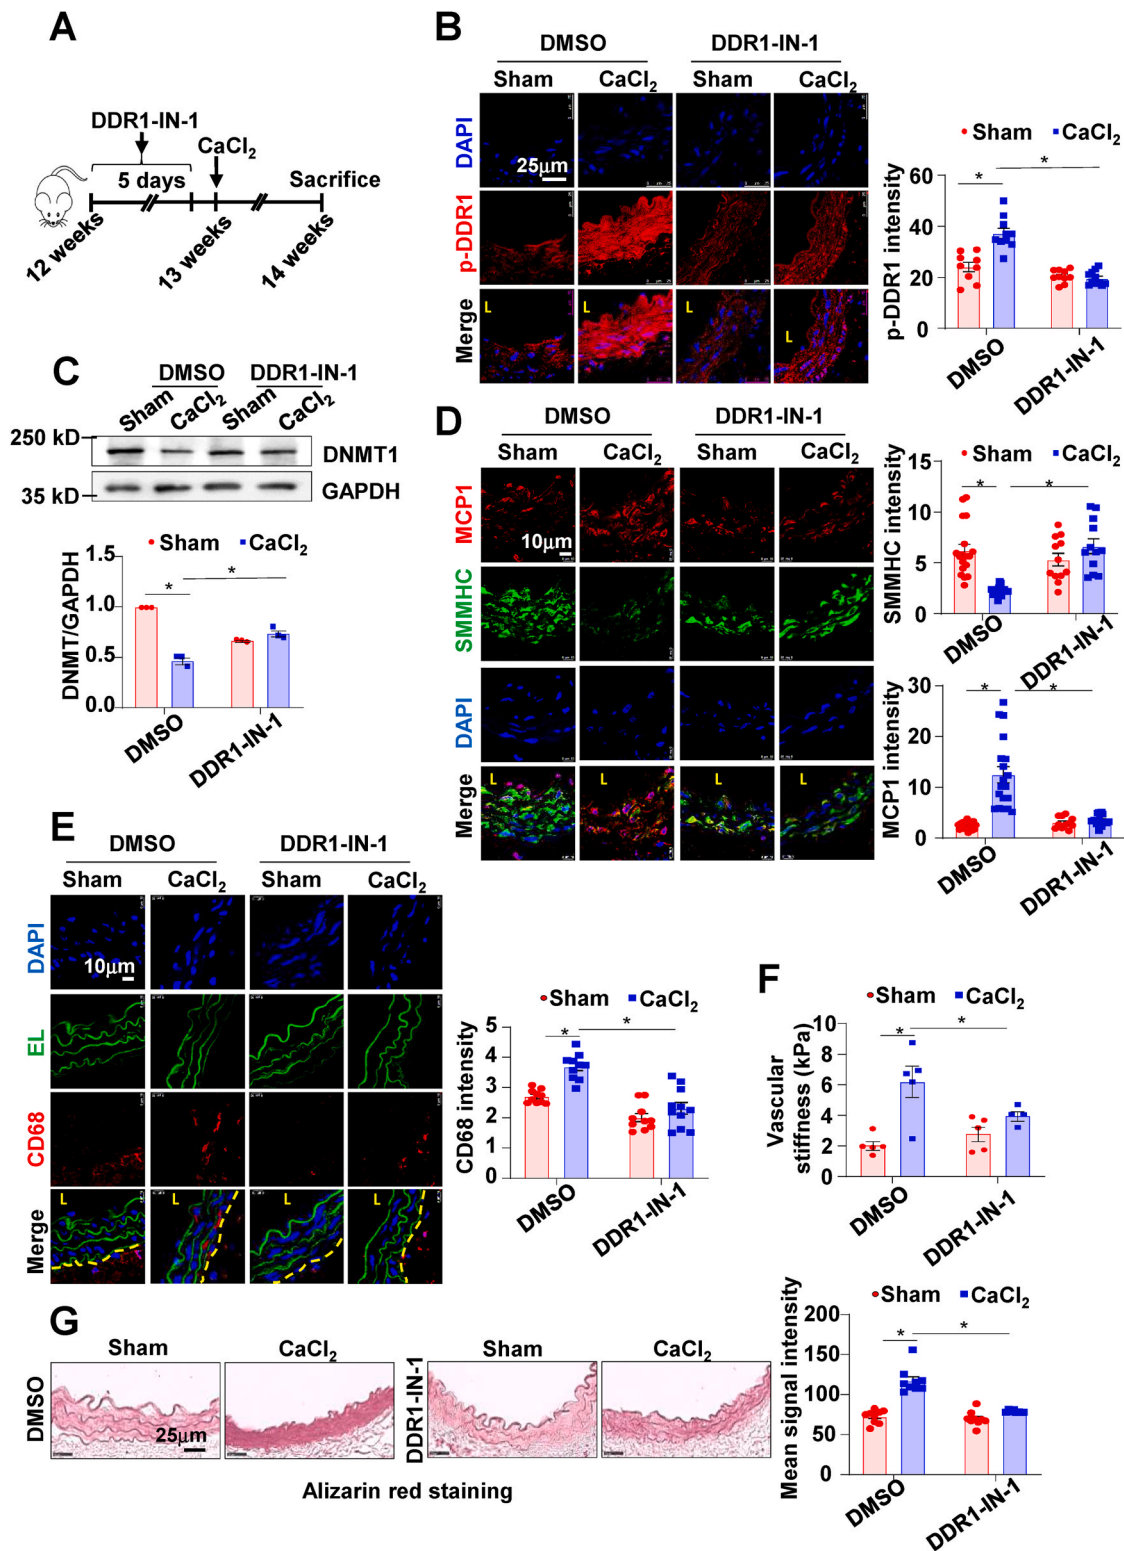 A
DDR1-IN-1
CaCl2
5 days
Sacrifice
12 weeks
13 weeks
14 weeks
B
DMSO
DDR1-IN-1
Sham
CaCl2
Sham
CaCl2
DAPI
25μm
p-DDR1
Merge
L
L
L
L
Sham
CaCl2
p-DDR1 intensity
60
40
20
0
*
*
DMSO
DDR1-IN-1
C
DMSO
DDR1-IN-1
Sham
CaCl2
Sham
CaCl2
250 kD
DNMT1
35 kD
GAPDH
Sham
CaCl2
DNMT/GAPDH
1.5
1.0
0.5
0.0
*
*
DMSO
DDR1-IN-1
D
DMSO
DDR1-IN-1
Sham
CaCl2
Sham
CaCl2
MCP1
10μm
SMMHC
DAPI
Merge
L
L
L
L
Sham
CaCl2
SMMHC intensity
15
10
5
0
*
*
DMSO
DDR1-IN-1
MCP1 intensity
30
20
10
0
*
*
DMSO
DDR1-IN-1
E
DMSO
DDR1-IN-1
Sham
CaCl2
Sham
CaCl2
DAPI
10μm
EL
CD68
Merge
L
L
L
L
Sham
CaCl2
CD68 intensity
5
4
3
2
1
0
*
*
DMSO
DDR1-IN-1
F
Sham
CaCl2
Vascular
stiffness (kPa)
10
8
6
4
2
0
*
*
DMSO
DDR1-IN-1
G
Sham
CaCl2
Sham
CaCl2
DMSO
25μm
DDR1-IN-1
Alizarin red staining
Sham
CaCl2
Mean signal intensity
200
150
100
50
0
*
*
DMSO
DDR1-IN-1